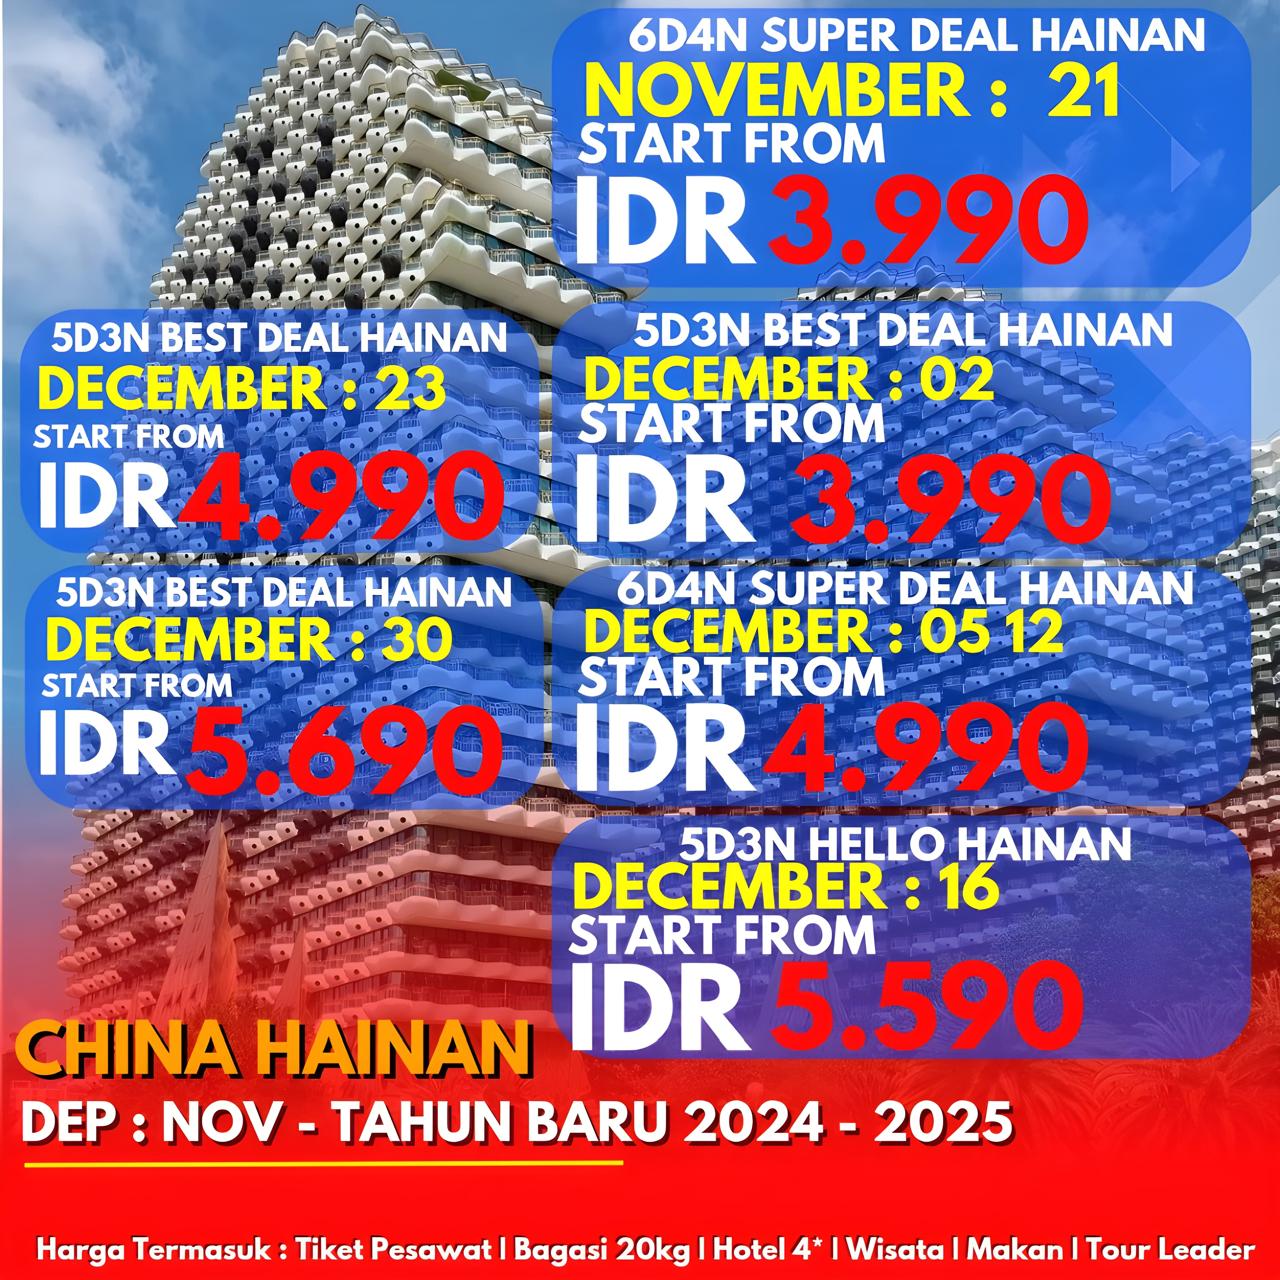 6D4N SUPER DEAL HAINAN
NOVEMBER : 21
START FROM
IDR 3.990
5D3N BEST DEAL HAINAN
DECEMBER : 23
START FROM
IDR 4.990
5D3N BEST DEAL HAINAN
DECEMBER : 02
START FROM
IDR 3.990
5D3N BEST DEAL HAINAN
DECEMBER : 30
START FROM
IDR 5.690
6D4N SUPER DEAL HAINAN
DECEMBER : 05 12
START FROM
IDR 4.990
5D3N HELLO HAINAN
DECEMBER : 16
START FROM
IDR 5.590
CHINA HAINAN
DEP : NOV - TAHUN BARU 2024 - 2025
Harga Termasuk : Tiket Pesawat | Bagasi 20kg | Hotel 4* | Wisata | Makan | Tour Leader